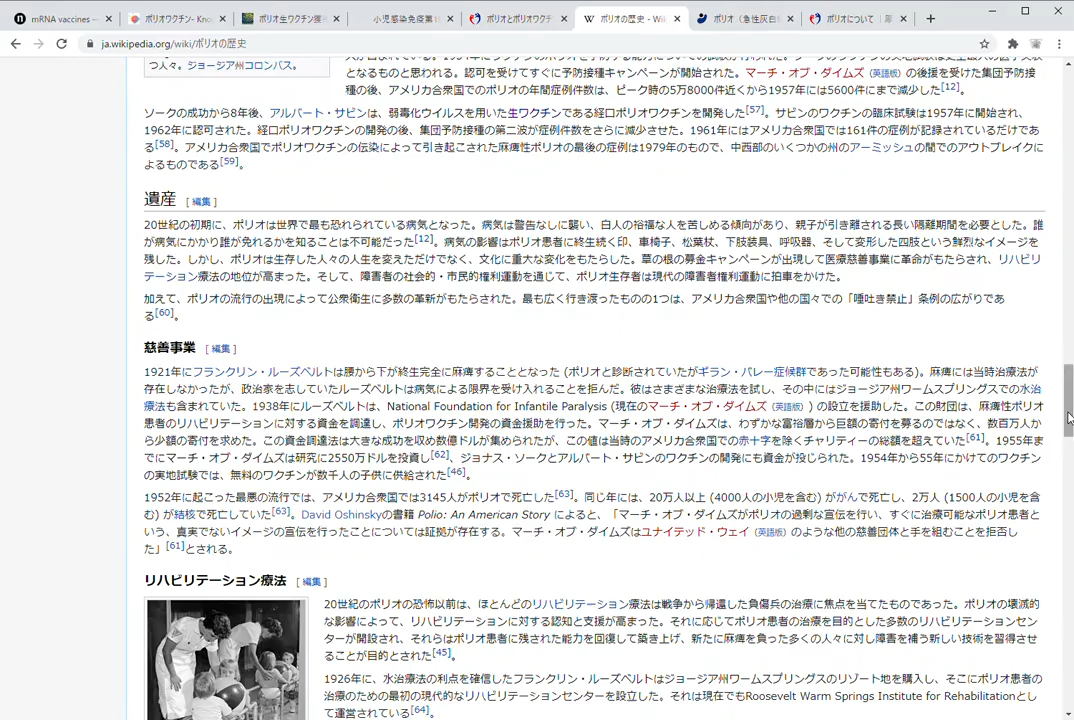 mRNA vaccines –
ポリオワクチン- Kno
ポリオ生ワクチン獲
小児感染免疫第1
ポリオとポリオワクチ
ポリオの歴史 - Wiki
ポリオ（急性灰白
ポリオについて｜厚
ja.wikipedia.org/wiki/ポリオの歴史
つ人々。ジョージア州コロンバス。
となるものと思われる。認可を受けてすぐに予防接種キャンペーンが開始された。マーチ・オブ・ダイムズ（英語版）の後援を受けた集団予防接
種の後、アメリカ合衆国でのポリオの年間症例件数は、ピーク時の5万8000件近くから1957年には5600件にまで減少した[12]。
ソークの成功から8年後、アルバート・サビンは、弱毒化ウイルスを用いた生ワクチンである経口ポリオワクチンを開発した[57]。サビンのワクチンの臨床試験は1957年に開始され、
1962年に認可された。経口ポリオワクチンの開発の後、集団予防接種の第二波が症例件数をさらに減少させた。1961年にはアメリカ合衆国では161件の症例が記録されているだけであ
る[58]。アメリカ合衆国でポリオワクチンの伝染によって引き起こされた麻痺性ポリオの最後の症例は1979年のもので、中西部のいくつかの州のアーミッシュの間でのアウトブレイクに
よるものである[59]。
遺産 [ 編集 ]
20世紀の初期に、ポリオは世界で最も恐れられている病気となった。病気は警告なしに襲い、白人の裕福な人を苦しめる傾向があり、親子が引き離される長い隔離期間を必要とした。誰
が病気にかかり誰が免れるかを知ることは不可能だった[12]。病気の影響はポリオ患者に終生続く印、車椅子、松葉杖、下肢装具、呼吸器、そして変形した四肢という鮮烈なイメージを
残した。しかし、ポリオは生存した人々の人生を変えただけでなく、文化に重大な変化をもたらした。草の根の募金キャンペーンが出現して医療慈善事業に革命がもたらされ、リハビリ
テーション療法の地位が高まった。そして、障害者の社会的・市民的権利運動を通じて、ポリオ生存者は現代の障害者権利運動に拍車をかけた。
加えて、ポリオの流行の出現によって公衆衛生に多数の革新がもたらされた。最も広く行き渡ったものの1つは、アメリカ合衆国や他の国々での「唾吐き禁止」条例の広がりであ
る[60]。
慈善事業 [ 編集 ]
1921年にフランクリン・ルーズベルトは腰から下が終生完全に麻痺することとなった (ポリオと診断されていたがギラン・バレー症候群であった可能性もある)。麻痺には当時治療法が
存在しなかったが、政治家を志していたルーズベルトは病気による限界を受け入れることを拒んだ。彼はさまざまな治療法を試し、その中にはジョージア州ワームスプリングスでの水治
療法も含まれていた。1938年にルーズベルトは、National Foundation for Infantile Paralysis (現在のマーチ・オブ・ダイムズ（英語版）) の設立を援助した。この財団は、麻痺性ポリオ
患者のリハビリテーションに対する資金を調達し、ポリオワクチン開発の資金援助を行った。マーチ・オブ・ダイムズは、わずかな富裕層から巨額の寄付を募るのではなく、数百万人か
ら少額の寄付を求めた。この資金調達法は大きな成功を収め数億ドルが集められたが、この値は当時のアメリカ合衆国での赤十字を除くチャリティーの総額を超えていた[61]。1955年ま
でにマーチ・オブ・ダイムズは研究に2550万ドルを投資し[62]、ジョナス・ソークとアルバート・サビンのワクチンの開発にも資金が投じられた。1954年から55年にかけてのワクチン
の実地試験では、無料のワクチンが数千人の子供に供給された[46]。
1952年に起こった最悪の流行では、アメリカ合衆国では3145人がポリオで死亡した[63]。同じ年には、20万人以上 (4000人の小児を含む) ががんで死亡し、2万人 (1500人の小児を含
む) が結核で死亡していた[63]。David Oshinskyの書籍 Polio: An American Story によると、「マーチ・オブ・ダイムズがポリオの過剰な宣伝を行い、すぐに治療可能なポリオ患者と
いう、真実でないイメージの宣伝を行ったことについては証拠が存在する。マーチ・オブ・ダイムズはユナイテッド・ウェイ（英語版）のような他の慈善団体と手を組むことを拒否し
た」[61]とされる。
リハビリテーション療法 [ 編集 ]
20世紀のポリオの恐怖以前は、ほとんどのリハビリテーション療法は戦争から帰還した負傷兵の治療に焦点を当てたものであった。ポリオの壊滅的
な影響によって、リハビリテーションに対する認知と支援が高まった。それに応じてポリオ患者の治療を目的とした多数のリハビリテーションセン
ターが開設され、それらはポリオ患者に残された能力を回復して築き上げ、新たに麻痺を負った多くの人々に対し障害を補う新しい技術を習得させ
ることが目的とされた[45]。
1926年に、水治療法の利点を確信したフランクリン・ルーズベルトはジョージア州ワームスプリングスのリゾート地を購入し、そこにポリオ患者の
治療のための最初の現代的なリハビリテーションセンターを設立した。それは現在でもRoosevelt Warm Springs Institute for Rehabilitationとし
て運営されている[64]。